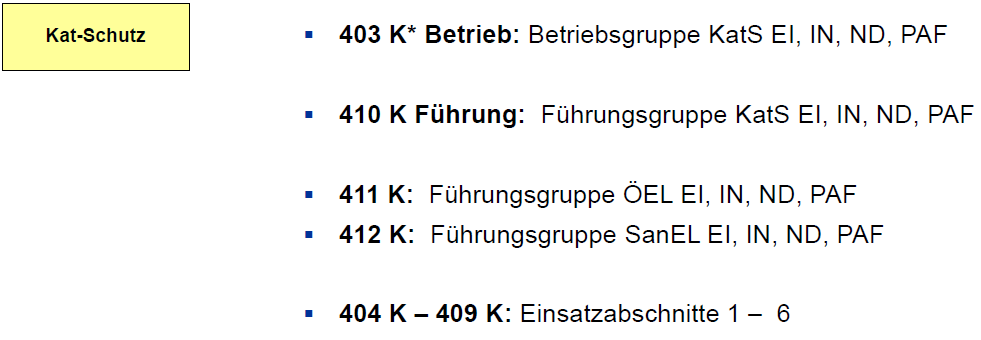 Kat-Schutz
▪ 403 K* Betrieb: Betriebsgruppe KatS EI, IN, ND, PAF
▪ 410 K Führung: Führungsgruppe KatS EI, IN, ND, PAF
▪ 411 K: Führungsgruppe ÖEL EI, IN, ND, PAF
▪ 412 K: Führungsgruppe SanEL EI, IN, ND, PAF
▪ 404 K – 409 K: Einsatzabschnitte 1 – 6